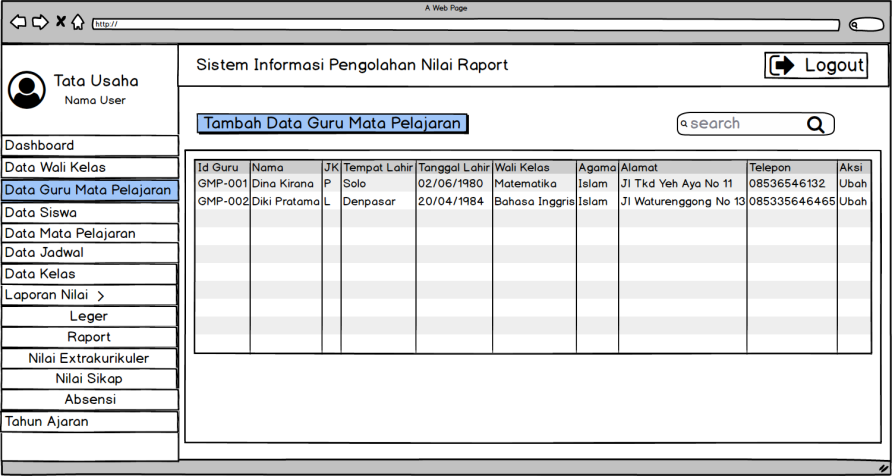 A Web Page
http://
Tata Usaha
Nama User
Sistem Informasi Pengolahan Nilai Raport
Logout
Tambah Data Guru Mata Pelajaran
search
Dashboard
Data Wali Kelas
Data Guru Mata Pelajaran
Data Siswa
Data Mata Pelajaran
Data Jadwal
Data Kelas
Laporan Nilai >
Leger
Raport
Nilai Extrakurikuler
Nilai Sikap
Absensi
Tahun Ajaran
Id Guru Nama JK Tempat Lahir Tanggal Lahir Wali Kelas Agama Alamat Telepon Aksi
GMP-001 Dina Kirana P Solo 02/06/1980 Matematika Islam Jl Tkd Yeh Aya No 11 08536546132 Ubah
GMP-002 Diki Pratama L Denpasar 20/04/1984 Bahasa Inggris Islam Jl Waturenggong No 13 085335646465 Ubah